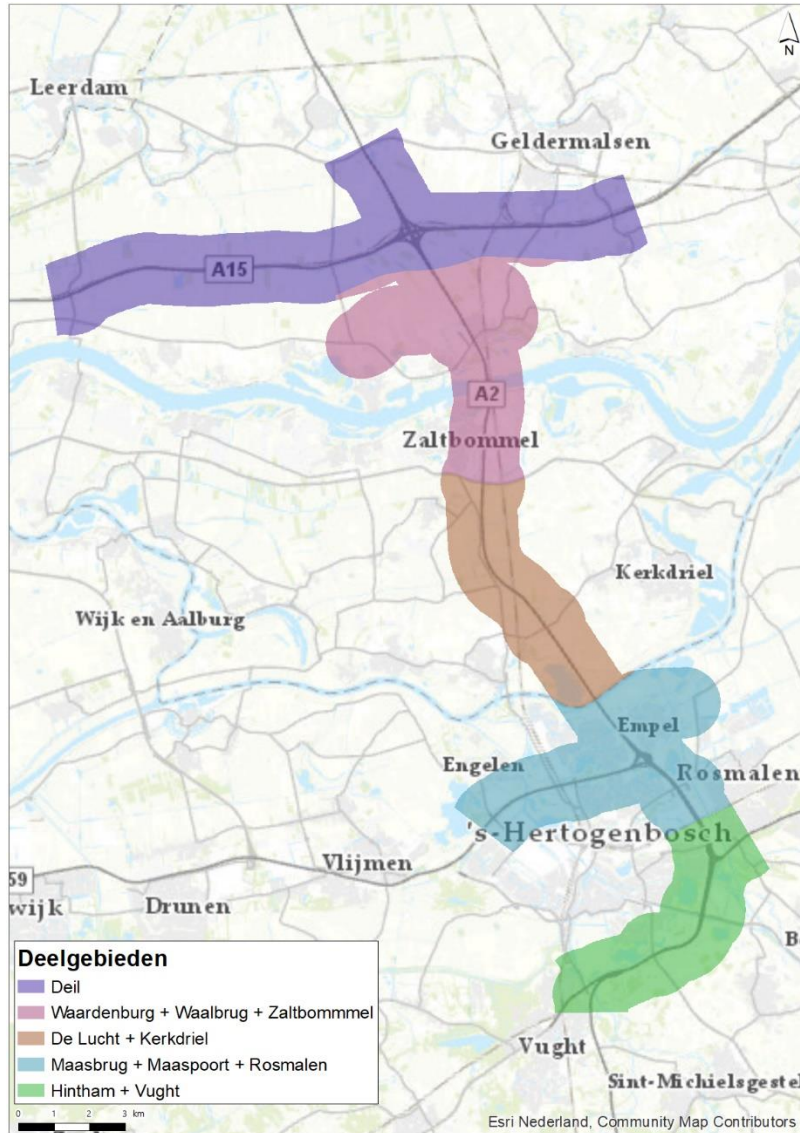 N
Leerdam
Geldermalsen
A15
A2
Zaltbommel
Kerkdriel
Wijk en Aalburg
Empel
Engelen
Rosmalen
's-Hertogenbosch
Vlijmen
59
wijk
Drunen
B
Deelgebieden
Deil
Waardenburg + Waalbrug + Zaltbommmel
De Lucht + Kerkdriel
Maasbrug + Maaspoort + Rosmalen
Hintham + Vught
Vught
Sint-Michielsgestel
0 1 2 3 km
Esri Nederland, Community Map Contributors